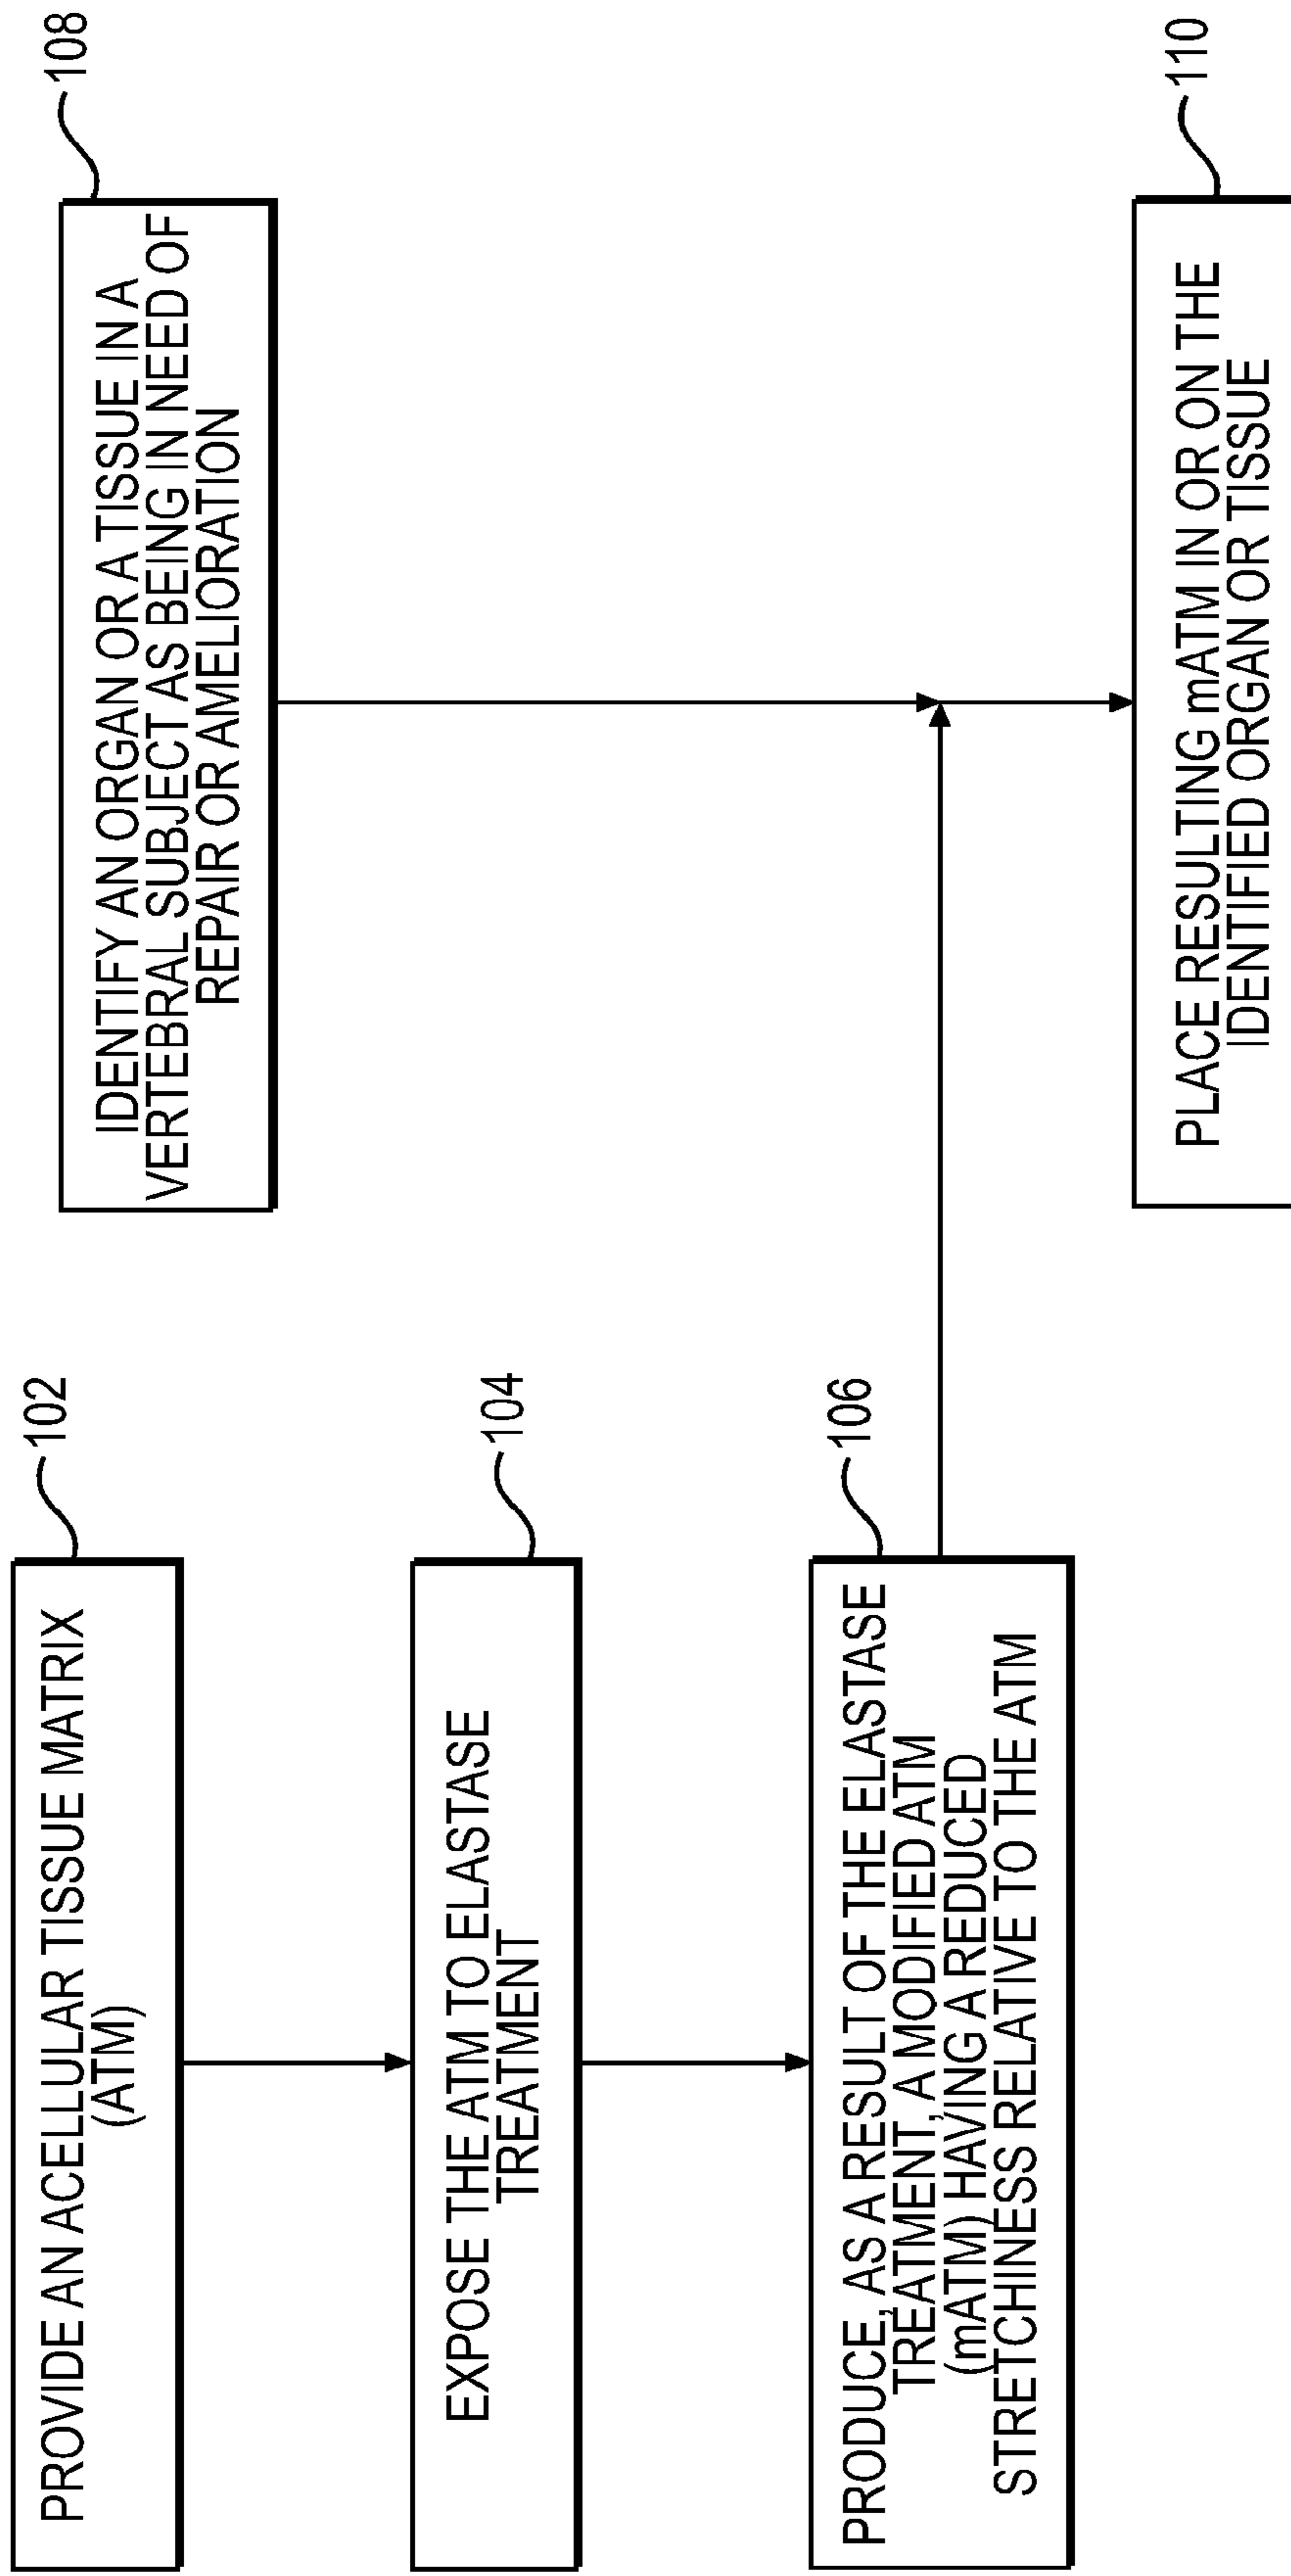 102
PROVIDE AN ACELLULAR TISSUE MATRIX
(ATM)
104
EXPOSE THE ATM TO ELASTASE
TREATMENT
106
PRODUCE, AS A RESULT OF THE ELASTASE
TREATMENT, A MODIFIED ATM
(mATM) HAVING A REDUCED
STRETCHINESS RELATIVE TO THE ATM
108
IDENTIFY AN ORGAN OR A TISSUE IN A
VERTEBRAL SUBJECT AS BEING IN NEED OF
REPAIR OR AMELIORATION
110
PLACE RESULTING mATM IN OR ON THE
IDENTIFIED ORGAN OR TISSUE